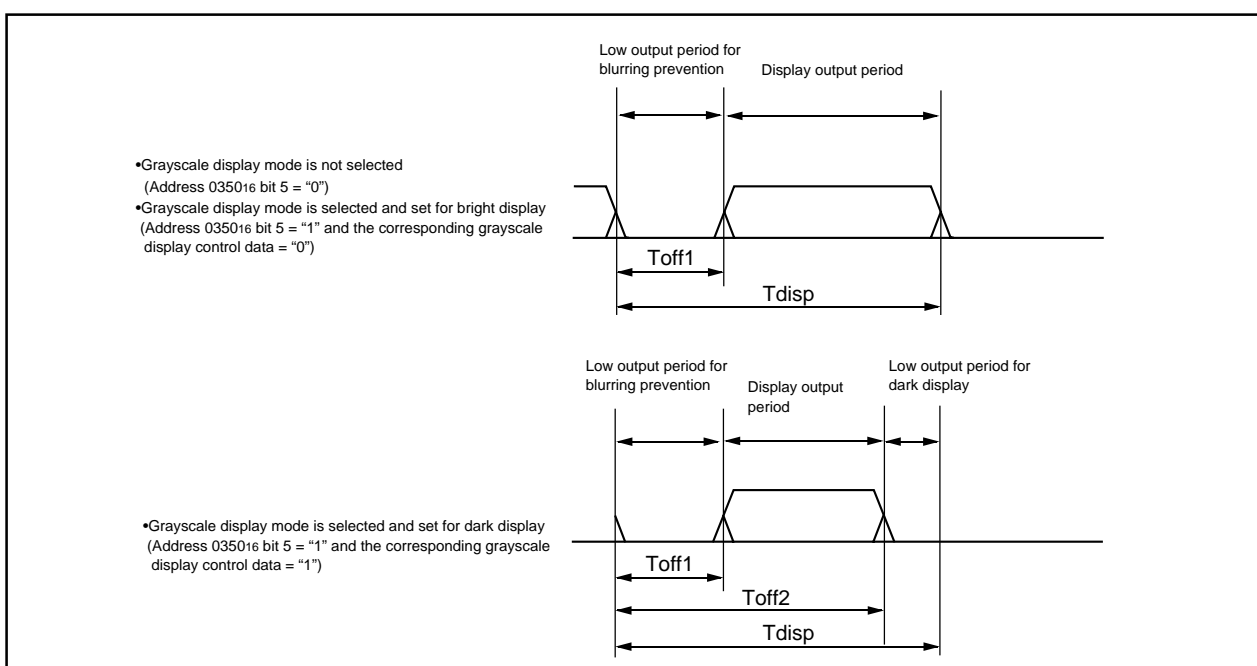 Low output period for
blurring prevention
Display output period
•Grayscale display mode is not selected
(Address 035016 bit 5 = “0”)
•Grayscale display mode is selected and set for bright display
(Address 035016 bit 5 = “1” and the corresponding grayscale
display control data = “0”)
Toff1
Tdisp
Low output period for
blurring prevention
Display output
period
Low output period for
dark display
•Grayscale display mode is selected and set for dark display
(Address 035016 bit 5 = “1” and the corresponding grayscale
display control data = “1”)
Toff1
Toff2
Tdisp